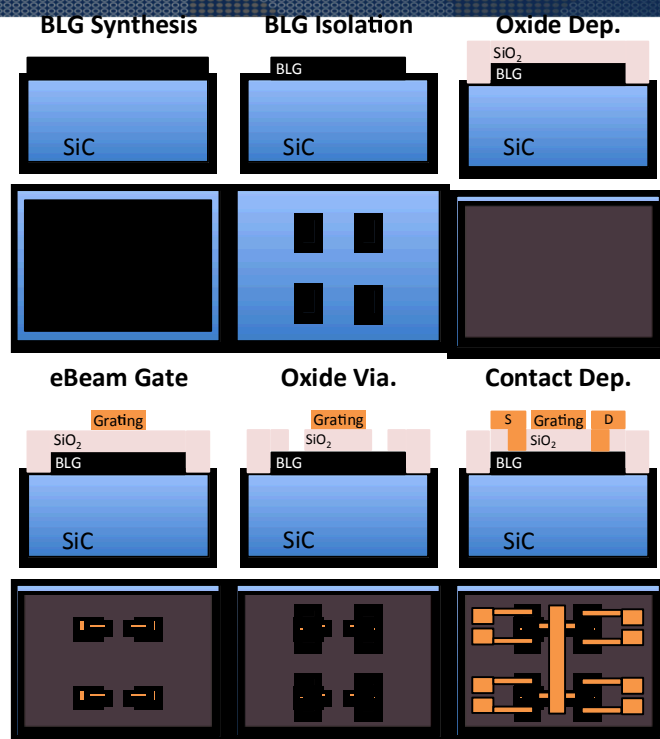 BLG Synthesis
BLG Isolation
Oxide Dep.
SiC
BLG
SiC
SiO₂
BLG
SiC
eBeam Gate
Oxide Via.
Contact Dep.
Grating
SiO₂
BLG
SiC
Grating
SiO₂
BLG
SiC
S Grating D
SiO₂
BLG
SiC